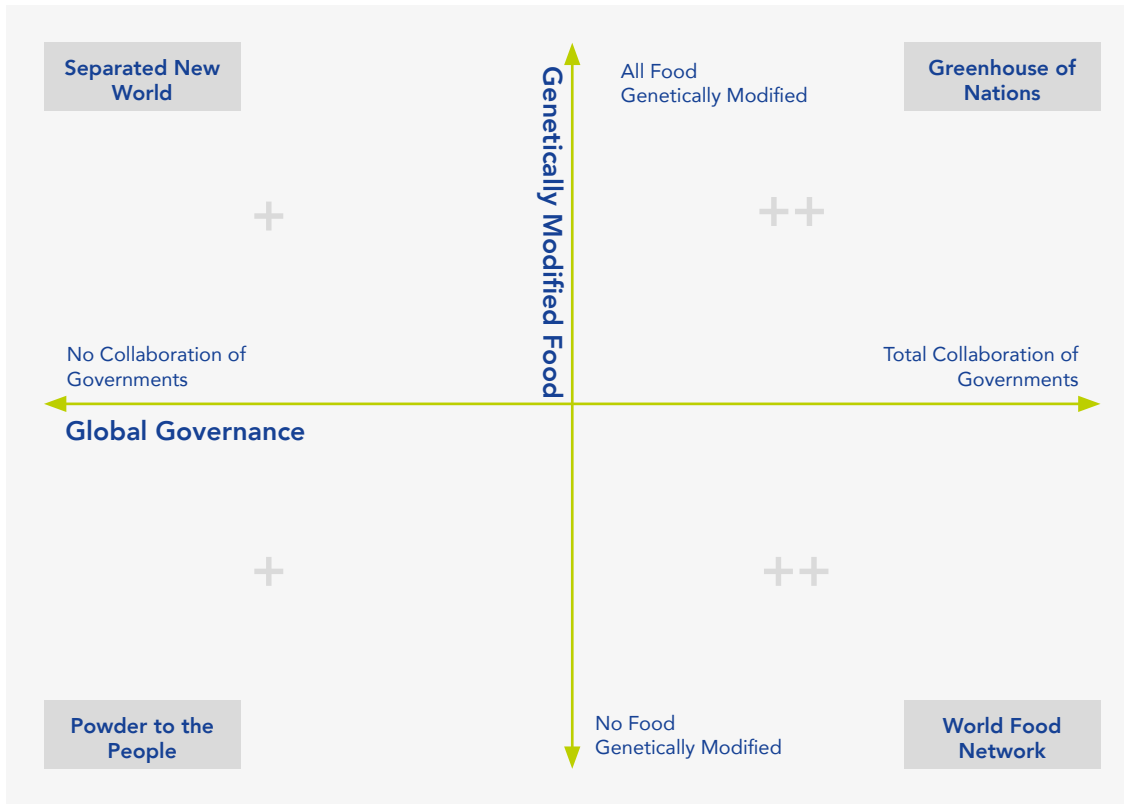 Separated New
World
Genetically Modified Food
All Food
Genetically Modified
Greenhouse of
Nations
+
++
No Collaboration of
Governments
Total Collaboration of
Governments
Global Governance
+
++
Powder to the
People
No Food
Genetically Modified
World Food
Network